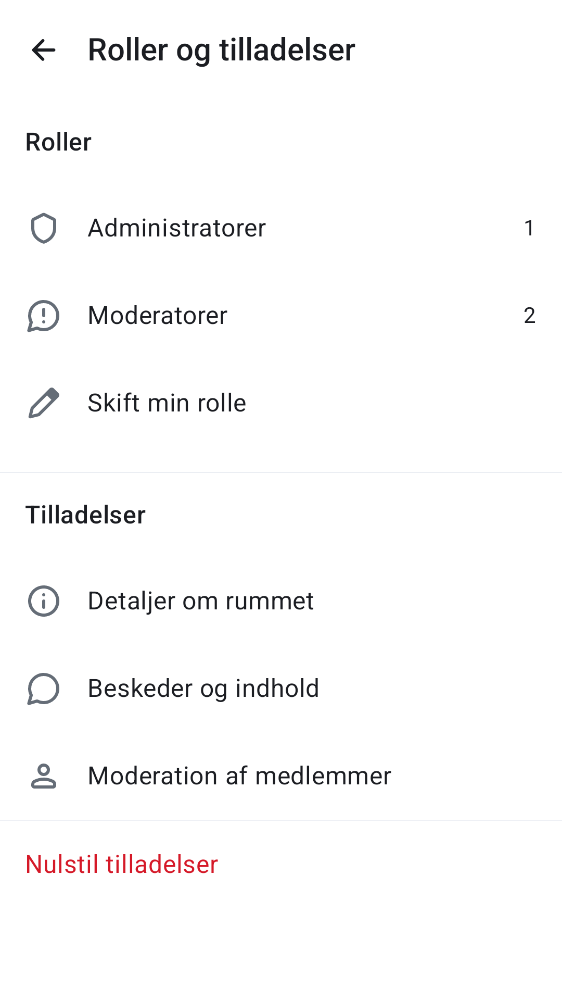 Roller og tilladelser
Roller
Administratorer 1
Moderatorer 2
Skift min rolle
Tilladelser
Detaljer om rummet
Beskeder og indhold
Moderation af medlemmer
Nulstil tilladelser